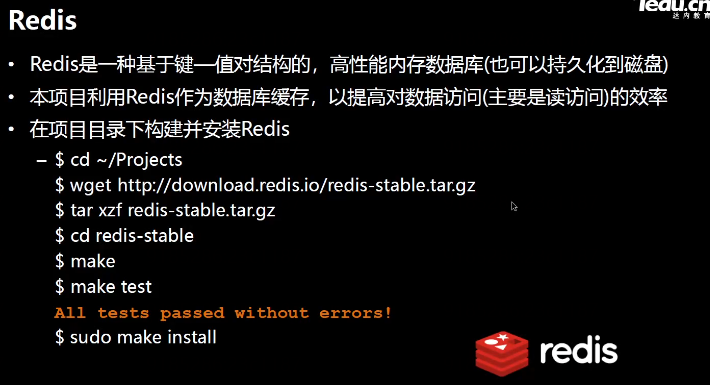 Redis
tedu.cn
达内教育
• Redis是一种基于键—值对结构的，高性能内存数据库(也可以持久化到磁盘)
• 本项目利用Redis作为数据库缓存，以提高对数据访问(主要是读访问)的效率
• 在项目目录下构建并安装Redis
– $ cd ~/Projects
$ wget http://download.redis.io/redis-stable.tar.gz
$ tar xzf redis-stable.tar.gz
$ cd redis-stable
$ make
$ make test
All tests passed without errors!
$ sudo make install
redis